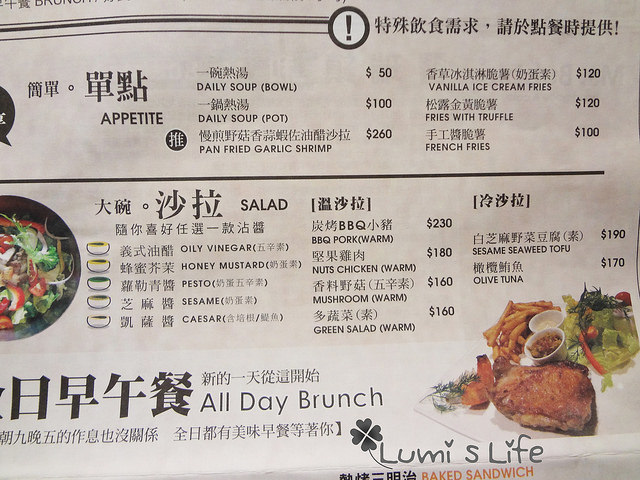 特殊飲食需求，請於點餐時提供!
簡單。單點
APPETITE
一碗熱湯 $ 50
DAILY SOUP (BOWL)
一鍋熱湯 $100
DAILY SOUP (POT)
推 慢煎野菇香蒜蝦佐油醋沙拉 $260
PAN FRIED GARLIC SHRIMP
香草冰淇淋脆薯(奶蛋素) $120
VANILLA ICE CREAM FRIES
松露金黃脆薯 $120
FRIES WITH TRUFFLE
手工醬脆薯 $100
FRENCH FRIES
大碗。沙拉 SALAD
隨你喜好任選一款沾醬
義式油醋 OILY VINEGAR(五辛素)
蜂蜜芥茉 HONEY MUSTARD(奶蛋素)
蘿勒青醬 PESTO(奶蛋五辛素)
芝麻醬 SESAME(奶蛋素)
凱薩醬 CAESAR(含培根/鯷魚)
[溫沙拉]
炭烤BBQ小豬 $230
BBQ PORK(WARM)
堅果雞肉 $180
NUTS CHICKEN (WARM)
香料野菇(五辛素) $160
MUSHROOM (WARM)
多蔬菜(素) $160
GREEN SALAD (WARM)
[冷沙拉]
白芝麻野菜豆腐(素) $190
SESAME SEAWEED TOFU
橄欖鮪魚 $170
OLIVE TUNA
日早午餐 新的一天從這開始
All Day Brunch
朝九晚五的作息也沒關係 全日都有美味早餐等著你】
Lumi's Life
熱烤三明治 BAKED SANDWICH